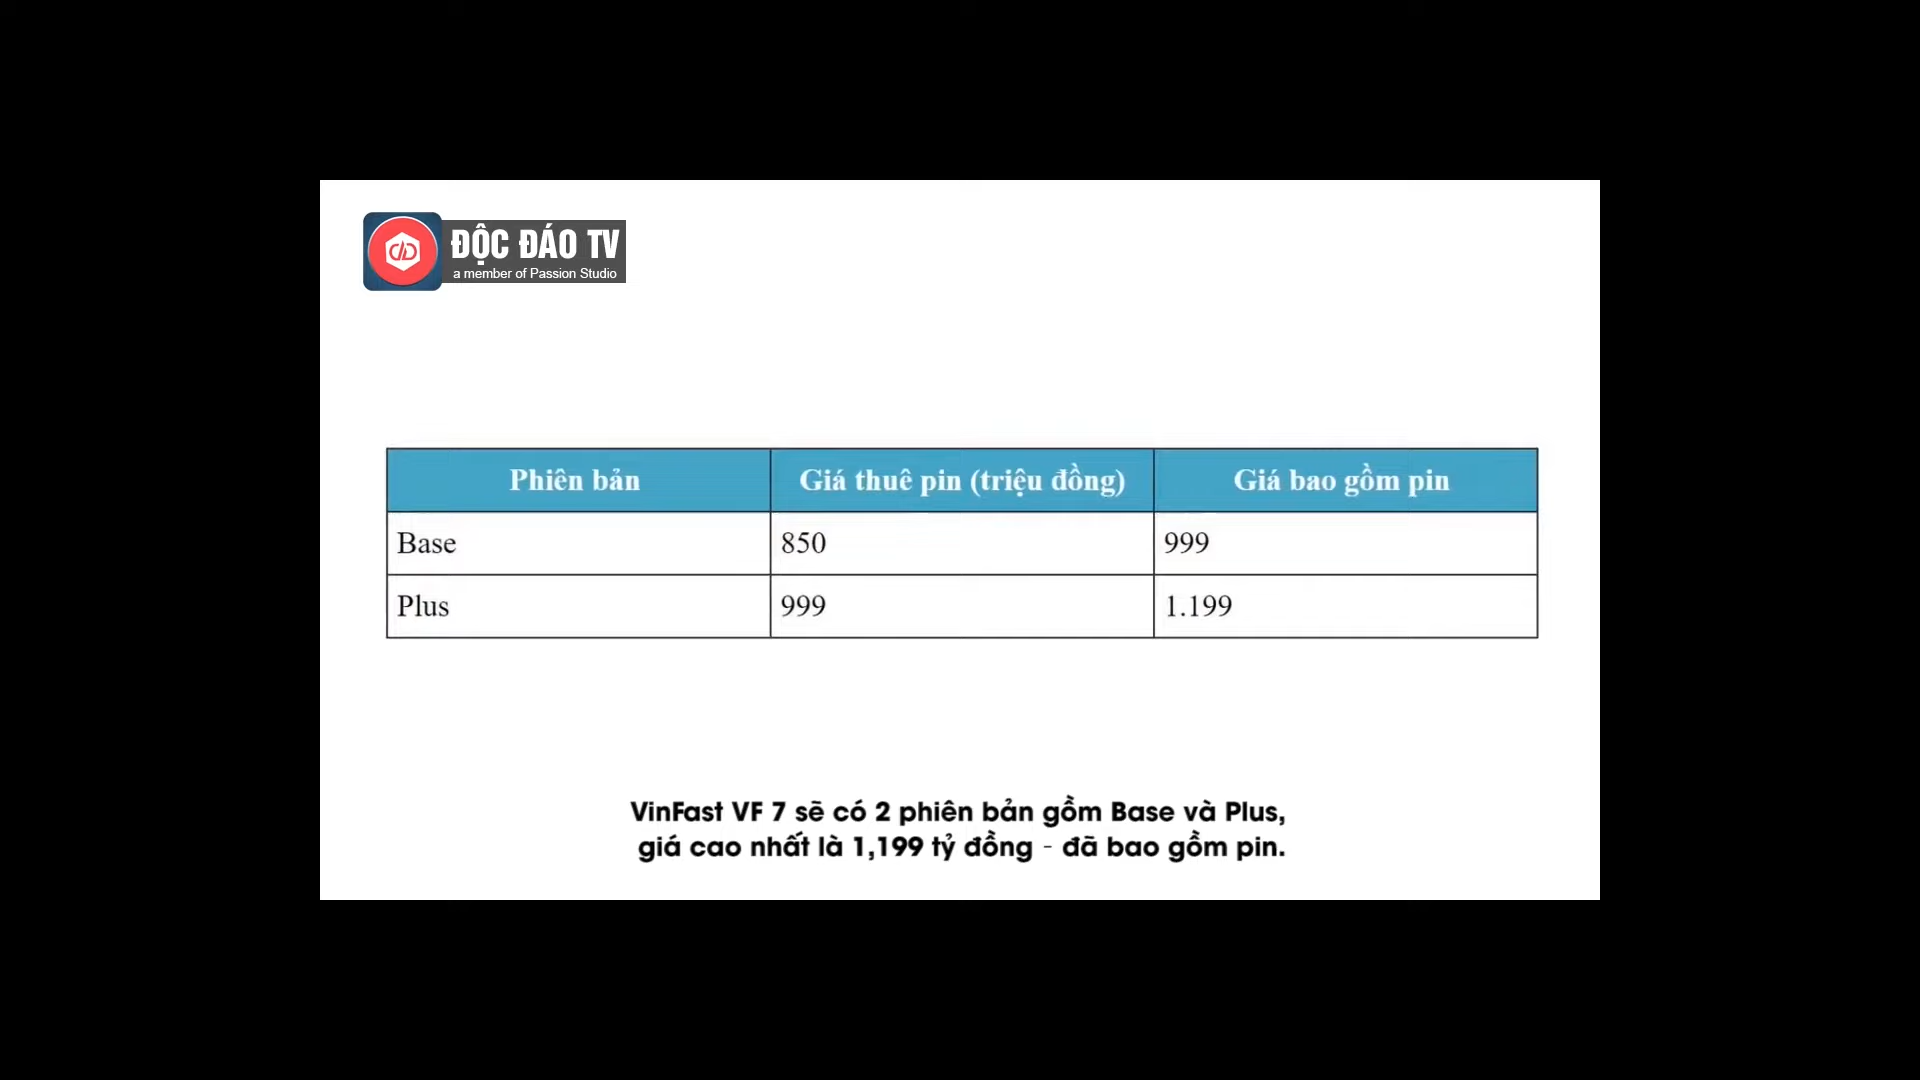 ĐỘC ĐÁO TV
a member of Passion Studio
Phiên bản Giá thuê pin (triệu đồng) Giá bao gồm pin
Base 850 999
Plus 999 1.199
VinFast VF 7 sẽ có 2 phiên bản gồm Base và Plus,
giá cao nhất là 1,199 tỷ đồng - đã bao gồm pin.